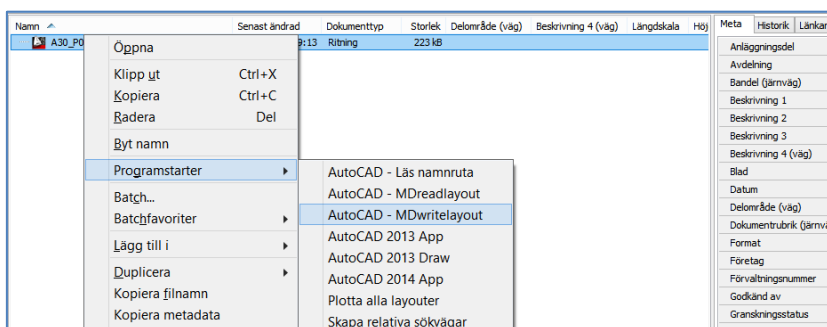 Namn Senast ändrad Dokumenttyp Storlek Delområde (väg) Beskrivning 4 (väg) Längdskala Höj
A30_P0 9:13 Ritning 223 kB
Öppna
Klipp ut Ctrl+X
Kopiera Ctrl+C
Radera Del
Byt namn
Programstarter
Batch...
Batchfavoriter
Lägg till i
Duplicera
Kopiera filnamn
Kopiera metadata
AutoCAD - Läs namnruta
AutoCAD - MDreadlayout
AutoCAD - MDwritelayout
AutoCAD 2013 App
AutoCAD 2013 Draw
AutoCAD 2014 App
Plotta alla layouter
Skapa relativa sökvägar
Meta Historik Länkar
Anläggningsdel
Avdelning
Bandel (järnväg)
Beskrivning 1
Beskrivning 2
Beskrivning 3
Beskrivning 4 (väg)
Blad
Datum
Delområde (väg)
Dokumentrubrik (järnvä
Format
Företag
Förvaltningsnummer
Godkänd av
Granskningsstatus